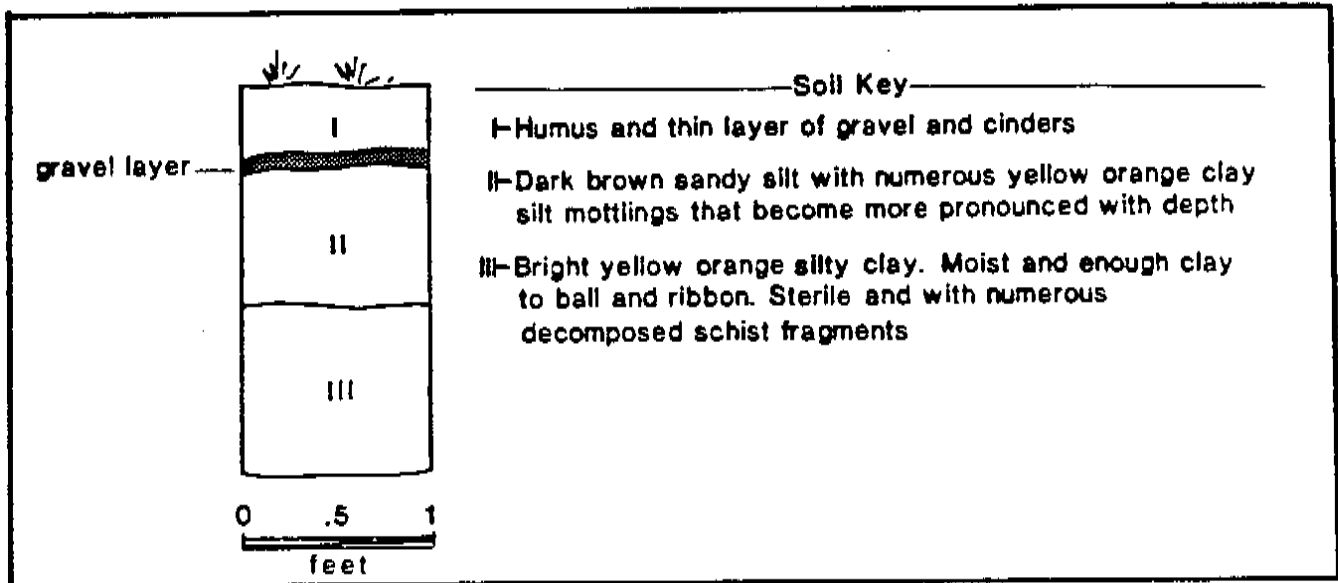 Soil Key
I-Humus and thin layer of gravel and cinders
gravel layer
II-Dark brown sandy silt with numerous yellow orange clay
silt mottlings that become more pronounced with depth
III-Bright yellow orange silty clay. Moist and enough clay
to ball and ribbon. Sterile and with numerous
decomposed schist fragments
I
II
III
0 .5 1
feet